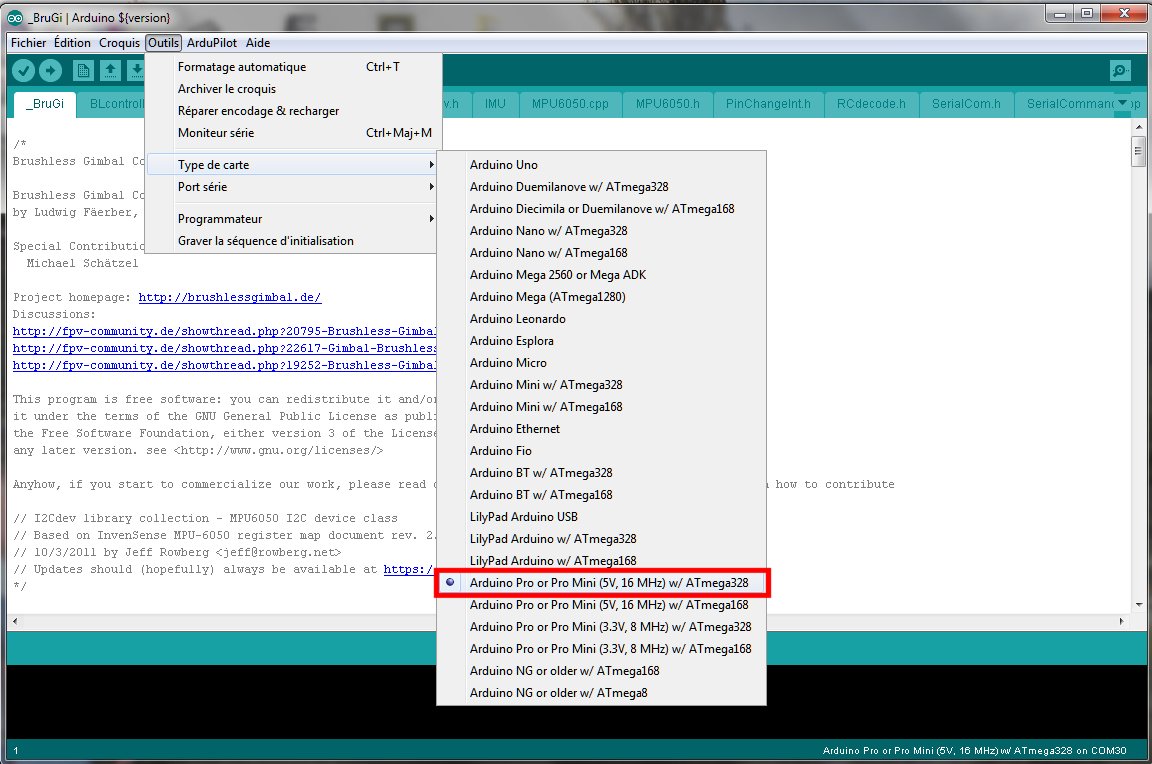 _BruGi | Arduino ${version}
Fichier Édition Croquis Outils ArduPilot Aide
_BruGi BLcontroll v.h IMU MPU6050.cpp MPU6050.h PinChangeInt.h RCdecode.h SerialCom.h SerialComman pp
Formatage automatique Ctrl+T
Archiver le croquis
Réparer encodage & recharger
Moniteur série Ctrl+Maj+M
Type de carte
Port série
Programmateur
Graver la séquence d'initialisation
Arduino Uno
Arduino Duemilanove w/ ATmega328
Arduino Diecimila or Duemilanove w/ ATmega168
Arduino Nano w/ ATmega328
Arduino Nano w/ ATmega168
Arduino Mega 2560 or Mega ADK
Arduino Mega (ATmega1280)
Arduino Leonardo
Arduino Esplora
Arduino Micro
Arduino Mini w/ ATmega328
Arduino Mini w/ ATmega168
Arduino Ethernet
Arduino Fio
Arduino BT w/ ATmega328
Arduino BT w/ ATmega168
LilyPad Arduino USB
LilyPad Arduino w/ ATmega328
LilyPad Arduino w/ ATmega168
Arduino Pro or Pro Mini (5V, 16 MHz) w/ ATmega328
Arduino Pro or Pro Mini (5V, 16 MHz) w/ ATmega168
Arduino Pro or Pro Mini (3.3V, 8 MHz) w/ ATmega328
Arduino Pro or Pro Mini (3.3V, 8 MHz) w/ ATmega168
Arduino NG or older w/ ATmega168
Arduino NG or older w/ ATmega8
/*
Brushless Gimbal Co
Brushless Gimbal Co
by Ludwig Fäerber,
Special Contributio
Michael Schätzel
Project homepage: http://brushlessgimbal.de/
Discussions:
http://fpv-community.de/showthread.php?20795-Brushless-Gimbal
http://fpv-community.de/showthread.php?22617-Gimbal-Brushless
http://fpv-community.de/showthread.php?19252-Brushless-Gimbal
This program is free software: you can redistribute it and/or
it under the terms of the GNU General Public License as publi
the Free Software Foundation, either version 3 of the License
any later version. see <http://www.gnu.org/licenses/>
Anyhow, if you start to commercialize our work, please read how to contribute
// I2Cdev library collection - MPU6050 I2C device class
// Based on InvenSense MPU-6050 register map document rev. 2.
// 10/3/2011 by Jeff Rowberg <jeff@rowberg.net>
// Updates should (hopefully) always be available at https:/
*/
1 Arduino Pro or Pro Mini (5V, 16 MHz) w/ ATmega328 on COM30